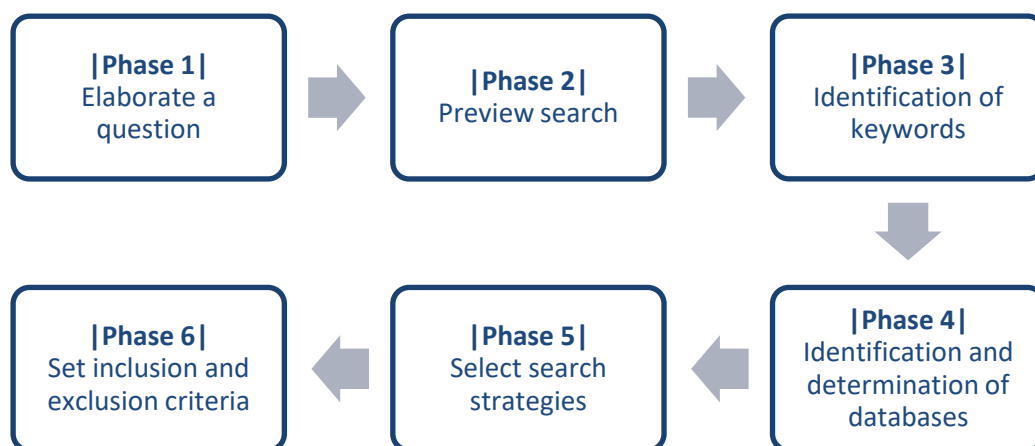 |Phase 1|
Elaborate a
question
|Phase 2|
Preview search
|Phase 3|
Identification of
keywords
|Phase 4|
Identification and
determination of
databases
|Phase 5|
Select search
strategies
|Phase 6|
Set inclusion and
exclusion criteria